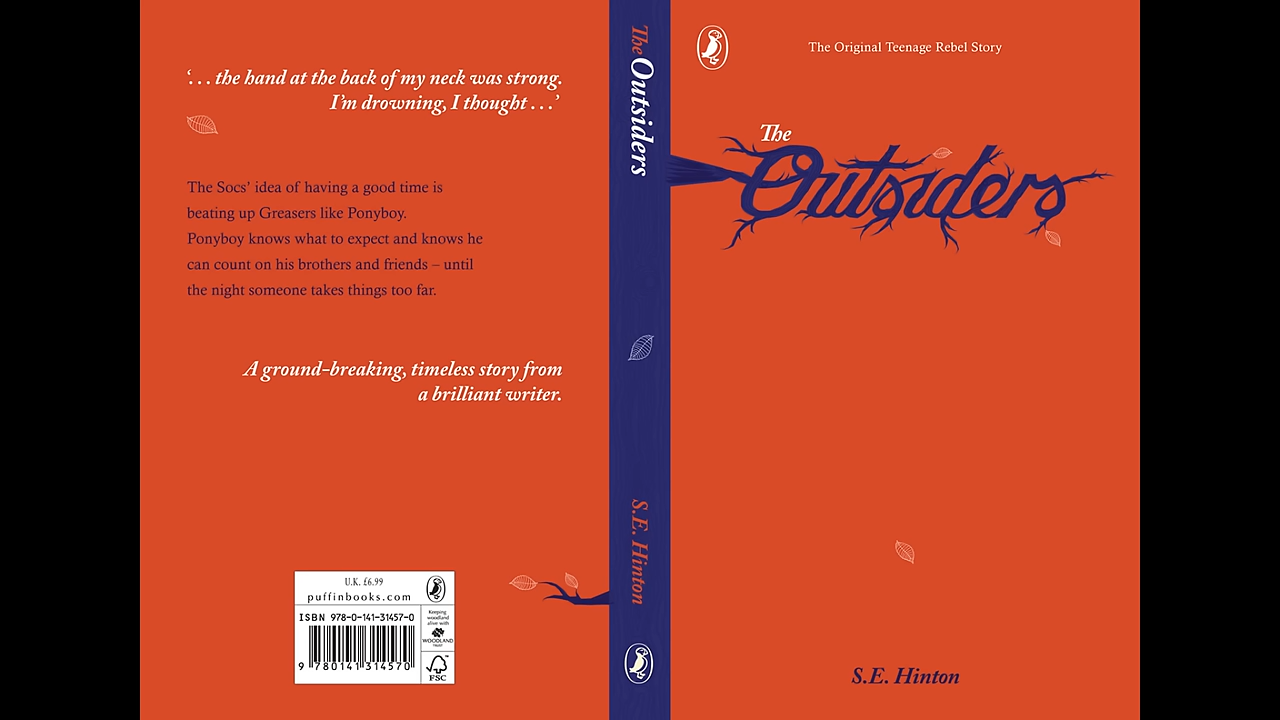 ‘. . . the hand at the back of my neck was strong.
I’m drowning, I thought . . .’
The Socs’ idea of having a good time is
beating up Greasers like Ponyboy.
Ponyboy knows what to expect and knows he
can count on his brothers and friends – until
the night someone takes things too far.
A ground-breaking, timeless story from
a brilliant writer.
U.K. £6.99
puffinbooks.com
ISBN 978-0-141-31457-0
9 780141 314570
Keeping
woodland
alive with
WOODLAND
TRUST
FSC
The Outsiders
S.E. Hinton
The Original Teenage Rebel Story
The
Outsiders
S.E. Hinton